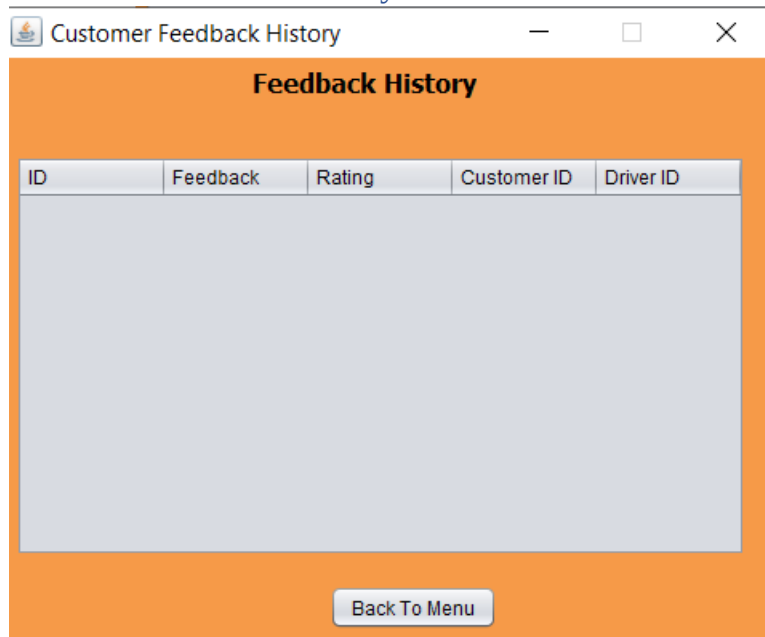 Customer Feedback History
Feedback History
ID Feedback Rating Customer ID Driver ID
Back To Menu